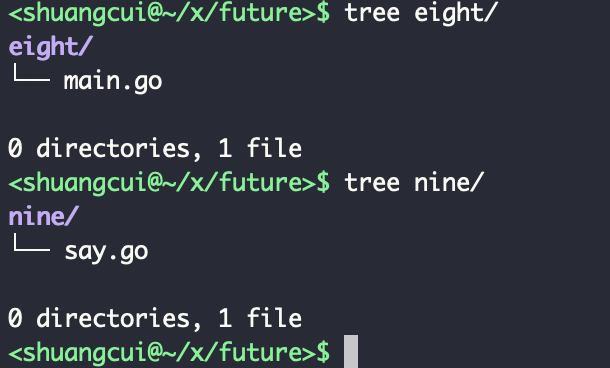 <shuangcui@~/x/future>$ tree eight/
eight/
└── main.go

0 directories, 1 file
<shuangcui@~/x/future>$ tree nine/
nine/
└── say.go

0 directories, 1 file
<shuangcui@~/x/future>$